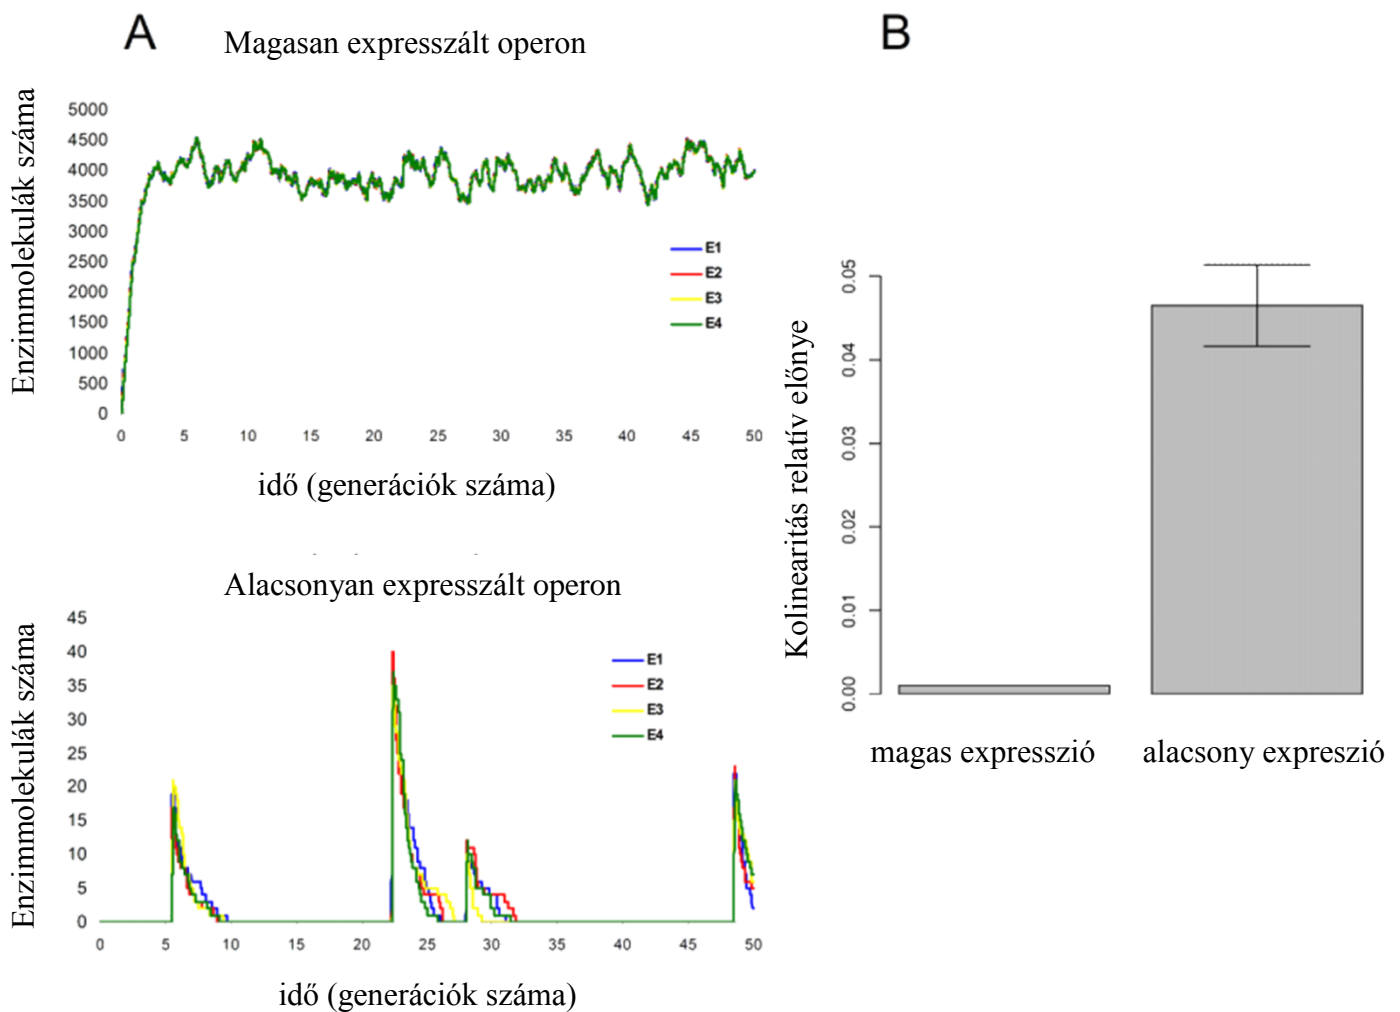 A
Magasan expresszált operon
Enzimmolekulák száma
5000
4500
4000
3500
3000
2500
2000
1500
1000
500
0
E1
E2
E3
E4
0 5 10 15 20 25 30 35 40 45 50
idő (generációk száma)
Alacsonyan expresszált operon
Enzimmolekulák száma
45
40
35
30
25
20
15
10
5
0
E1
E2
E3
E4
0 5 10 15 20 25 30 35 40 45 50
idő (generációk száma)
B
Kolinearitás relatív előnye
0.05
0.04
0.03
0.02
0.01
0.00
magas expresszió
alacsony expreszió